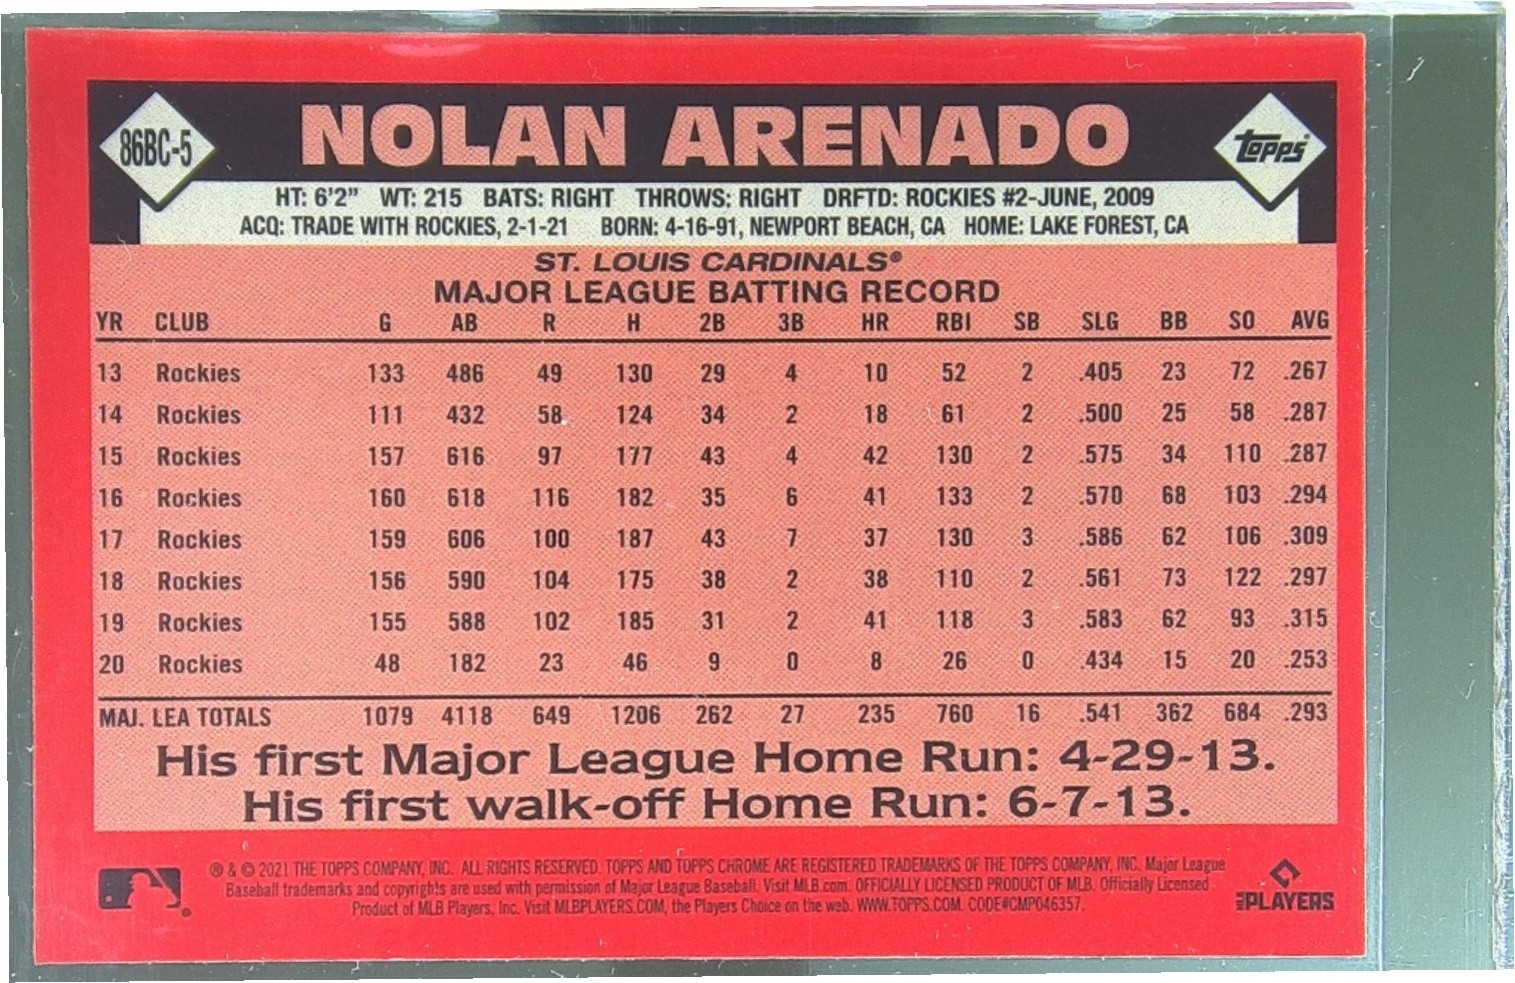 86BC-5 NOLAN ARENADO Topps®
HT: 6'2" WT: 215 BATS: RIGHT THROWS: RIGHT DRFTD: ROCKIES #2-JUNE, 2009
ACQ: TRADE WITH ROCKIES, 2-1-21 BORN: 4-16-91, NEWPORT BEACH, CA HOME: LAKE FOREST, CA
ST. LOUIS CARDINALS®
MAJOR LEAGUE BATTING RECORD
YR CLUB G AB R H 2B 3B HR RBI SB SLG BB SO AVG
13 Rockies 133 486 49 130 29 4 10 52 2 .405 23 72 .267
14 Rockies 111 432 58 124 34 2 18 61 2 .500 25 58 .287
15 Rockies 157 616 97 177 43 4 42 130 2 .575 34 110 .287
16 Rockies 160 618 116 182 35 6 41 133 2 .570 68 103 .294
17 Rockies 159 606 100 187 43 7 37 130 3 .586 62 106 .309
18 Rockies 156 590 104 175 38 2 38 110 2 .561 73 122 .297
19 Rockies 155 588 102 185 31 2 41 118 3 .583 62 93 .315
20 Rockies 48 182 23 46 9 0 8 26 0 .434 15 20 .253
MAJ. LEA TOTALS 1079 4118 649 1206 262 27 235 760 16 .541 362 684 .293
His first Major League Home Run: 4-29-13.
His first walk-off Home Run: 6-7-13.
® & © 2021 THE TOPPS COMPANY, INC. ALL RIGHTS RESERVED. TOPPS AND TOPPS CHROME ARE REGISTERED TRADEMARKS OF THE TOPPS COMPANY, INC. Major League
Baseball trademarks and copyrights are used with permission of Major League Baseball. Visit MLB.com. OFFICIALLY LICENSED PRODUCT OF MLB. Officially Licensed
Product of MLB Players, Inc. Visit MLBPLAYERS.COM, the Players Choice on the web. WWW.TOPPS.COM. CODE#CMP046357.
PLAYERS